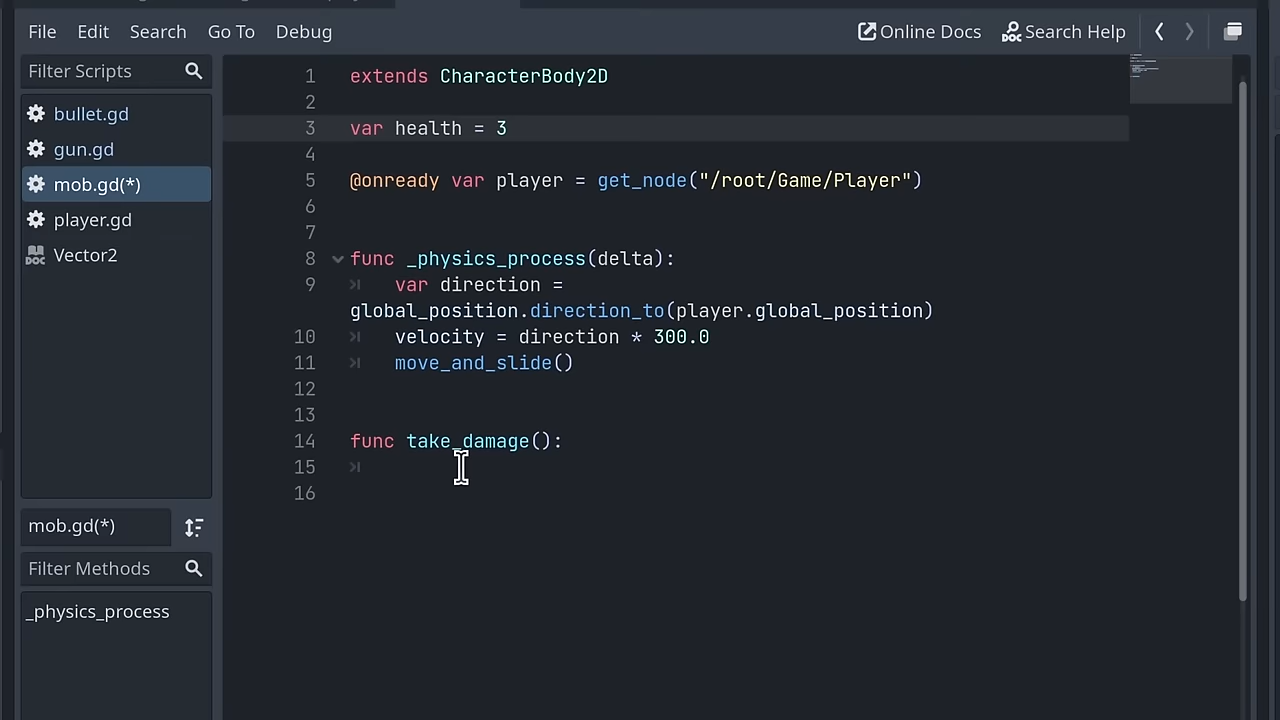 File Edit Search Go To Debug Online Docs Search Help
Filter Scripts
bullet.gd
gun.gd
mob.gd(*)
player.gd
Vector2
mob.gd(*)
Filter Methods
_physics_process
1 extends CharacterBody2D
2
3 var health = 3
4
5 @onready var player = get_node("/root/Game/Player")
6
7
8 func _physics_process(delta):
9 var direction =
global_position.direction_to(player.global_position)
10 velocity = direction * 300.0
11 move_and_slide()
12
13
14 func take_damage():
15
16